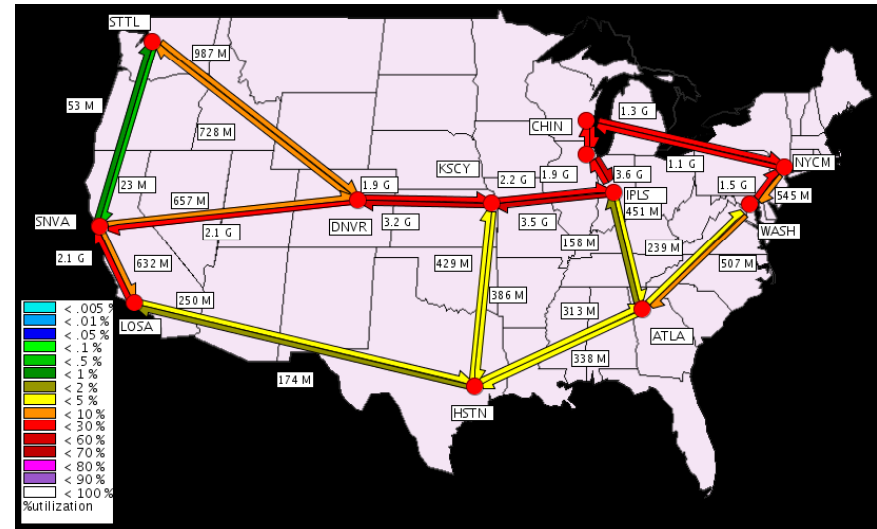 STTL
987 M
53 M
728 M
CHIN
1.3 G
KSCY
1.9 G
2.2 G
1.9 G
3.6 G
1.1 G
NYCM
23 M
657 M
IPLS
1.5 G
545 M
SNVA
DNVR
3.2 G
3.5 G
451 M
WASH
2.1 G
2.1 G
632 M
429 M
158 M
239 M
507 M
250 M
386 M
313 M
LOSA
ATLA
338 M
174 M
HSTN
< .005 %
< .01 %
< .05 %
< .1 %
< .5 %
< 1 %
< 2 %
< 5 %
< 10 %
< 30 %
< 60 %
< 70 %
< 80 %
< 90 %
< 100 %
%utilization